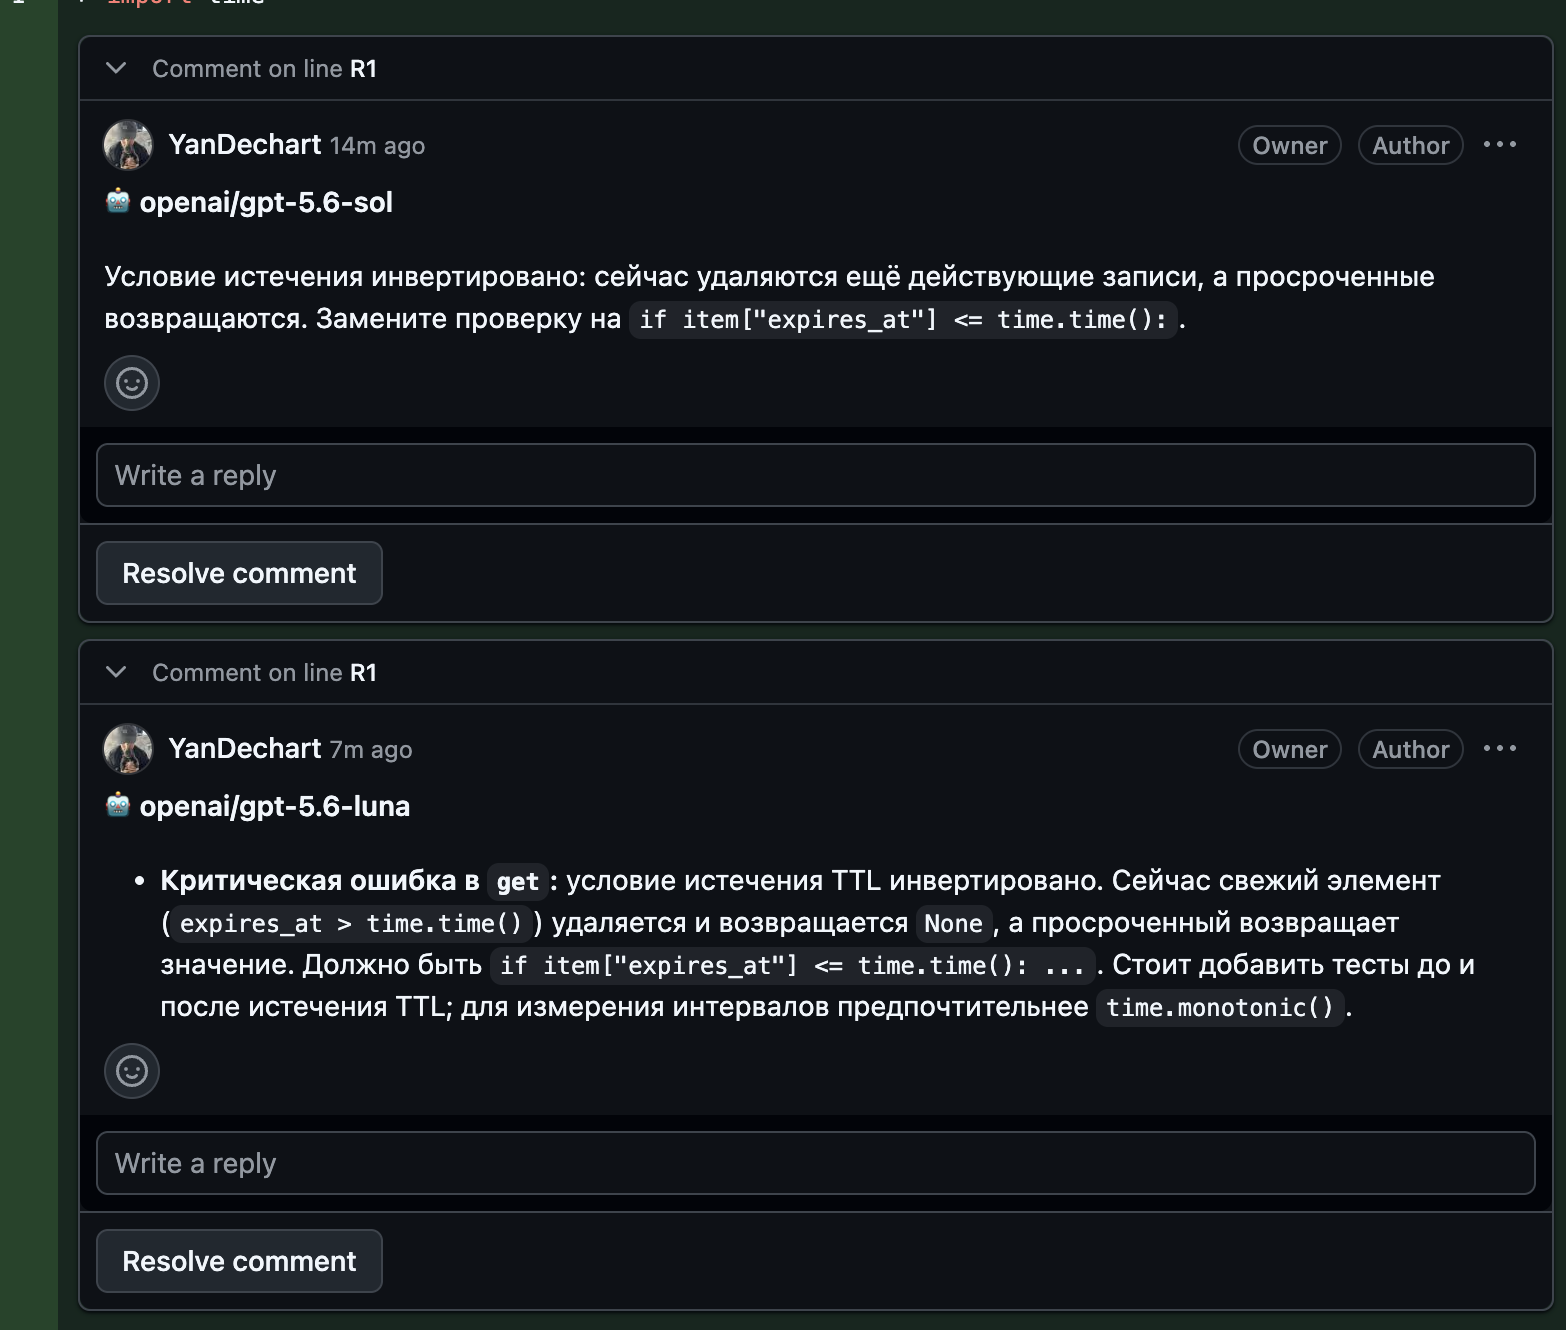 1 + import time
Comment on line R1
YanDechart 14m ago Owner Author ...
🤖 openai/gpt-5.6-sol
Условие истечения инвертировано: сейчас удаляются ещё действующие записи, а просроченные
возвращаются. Замените проверку на if item["expires_at"] <= time.time(): .
Write a reply
Resolve comment
Comment on line R1
YanDechart 7m ago Owner Author ...
🤖 openai/gpt-5.6-luna
• Критическая ошибка в get: условие истечения TTL инвертировано. Сейчас свежий элемент
(expires_at > time.time()) удаляется и возвращается None, а просроченный возвращает
значение. Должно быть if item["expires_at"] <= time.time(): ... . Стоит добавить тесты до и
после истечения TTL; для измерения интервалов предпочтительнее time.monotonic().
Write a reply
Resolve comment